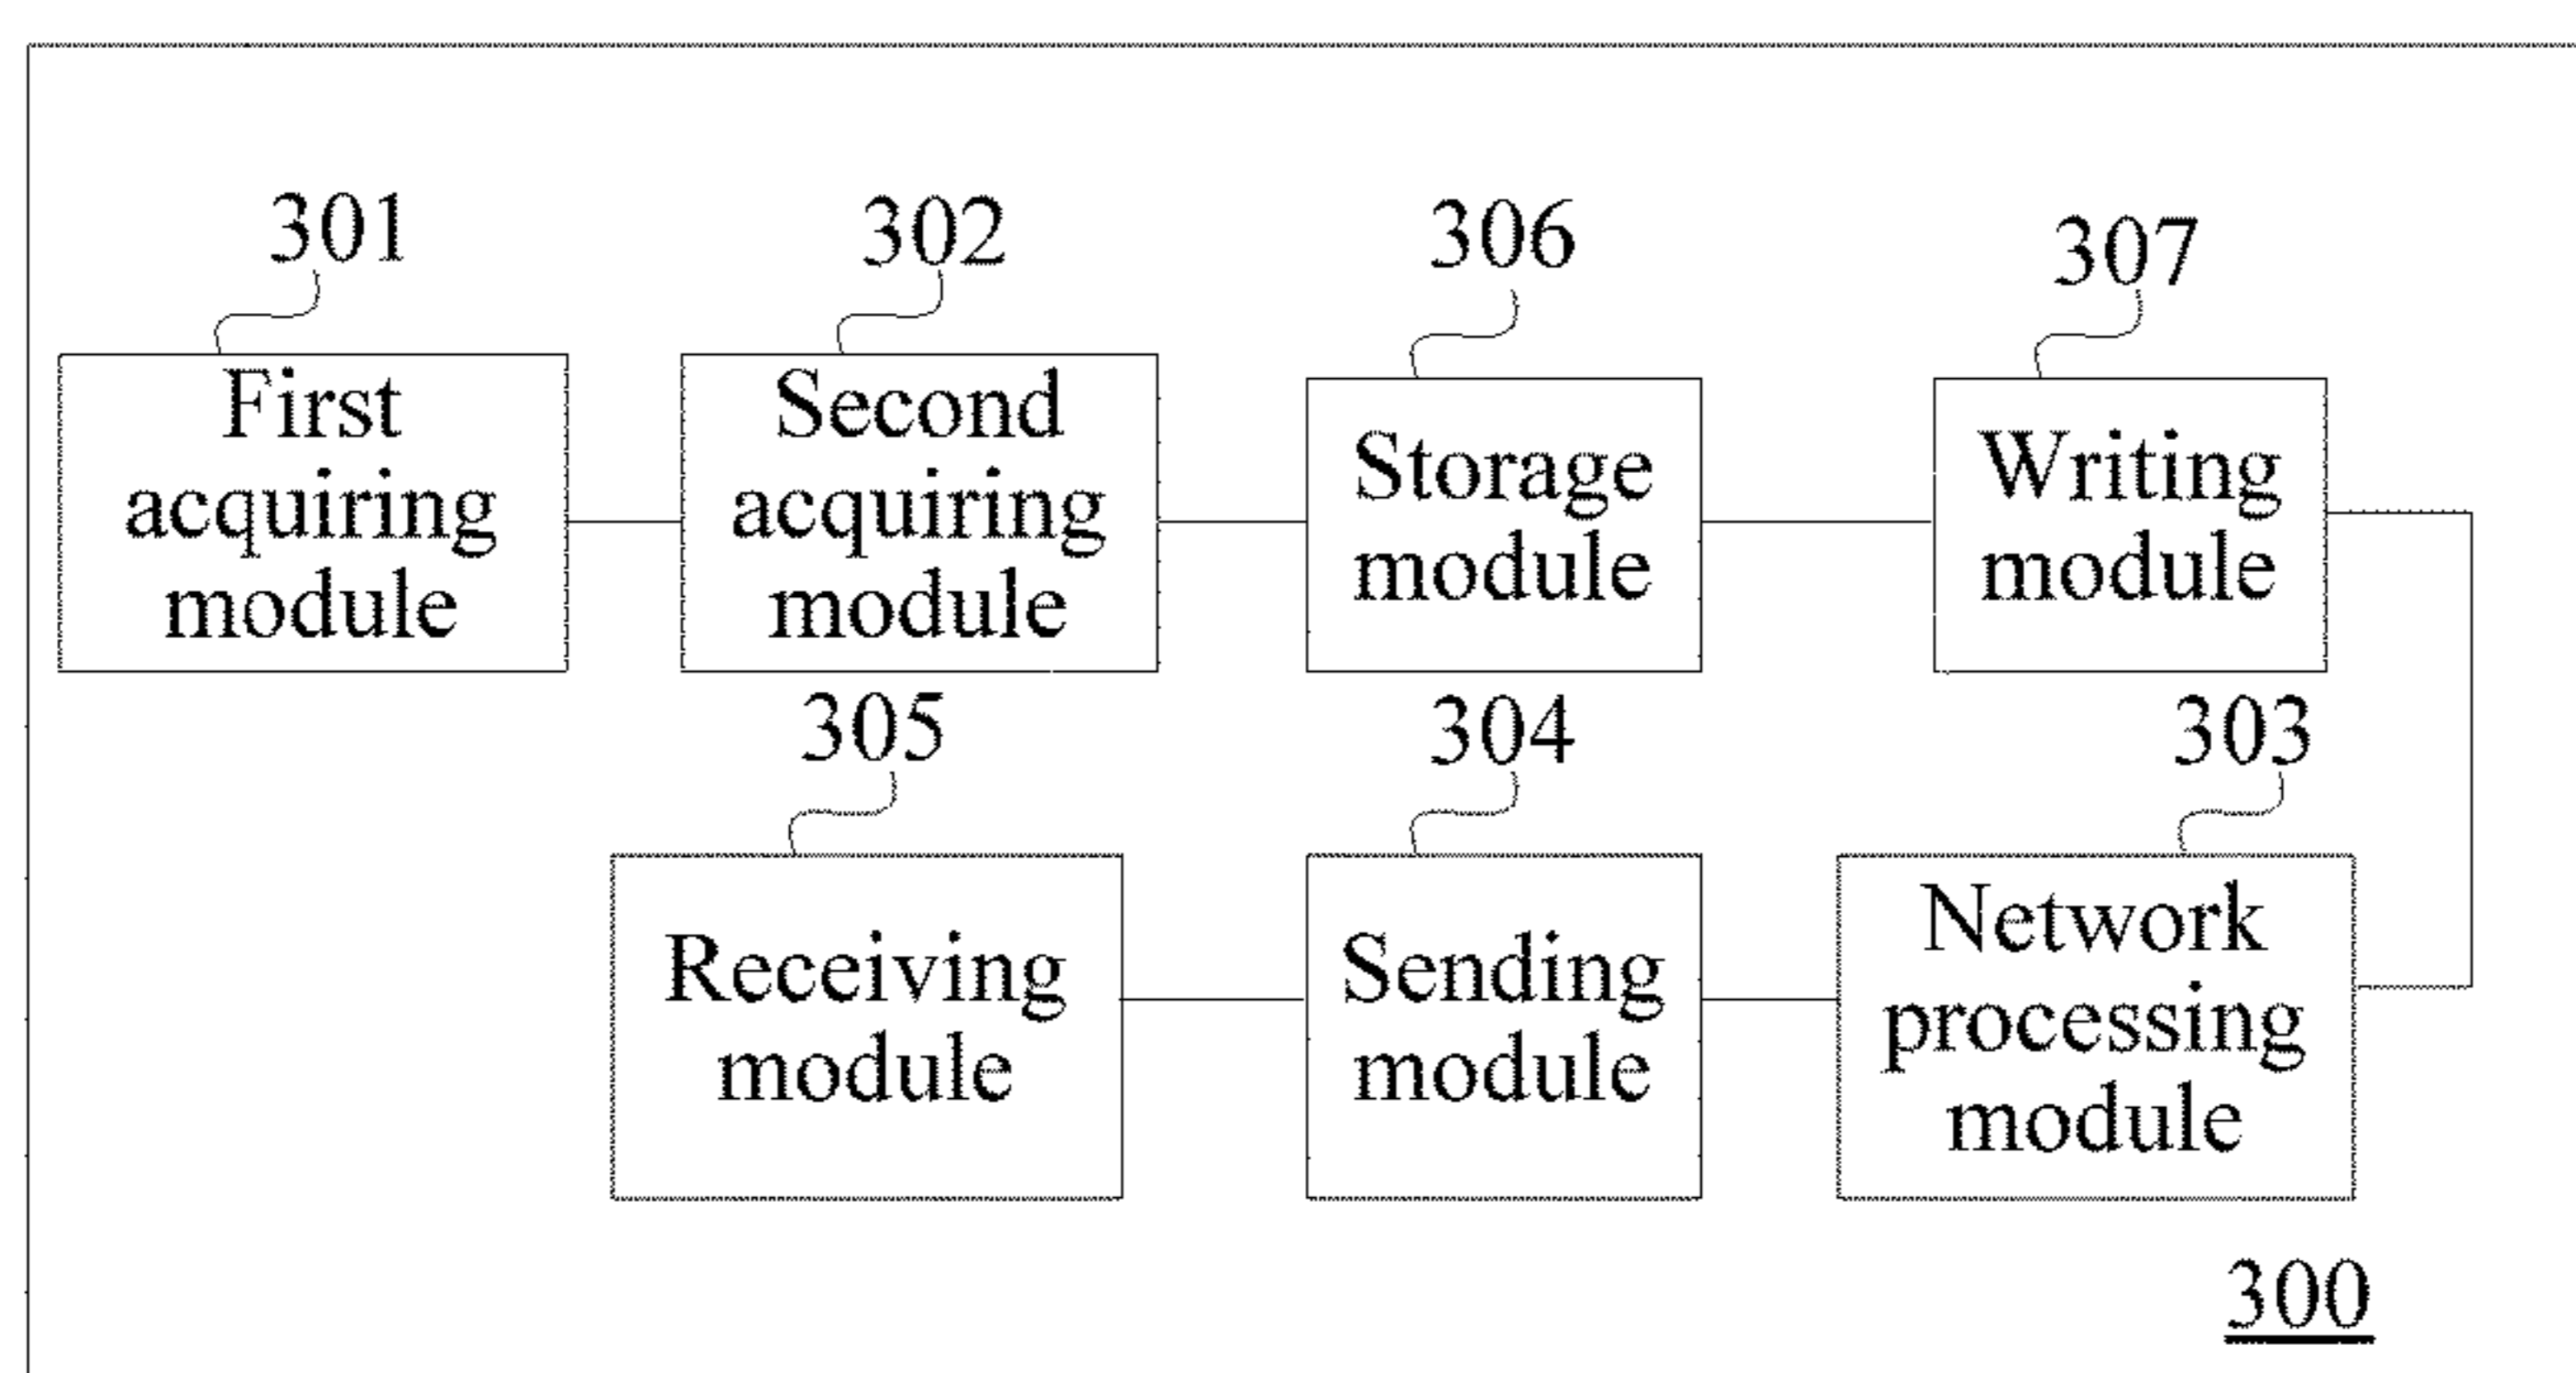 301
302
306
307
First
acquiring
module
Second
acquiring
module
Storage
module
Writing
module
305
304
303
Receiving
module
Sending
module
Network
processing
module
300